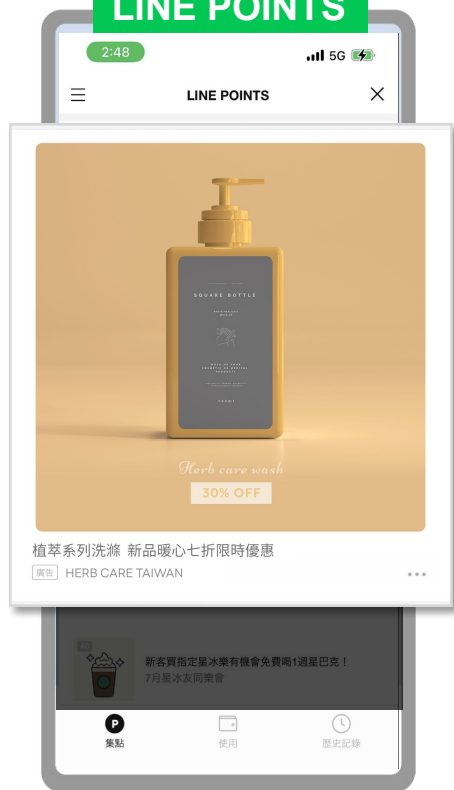 LINE POINTS
2:48
5G
LINE POINTS
SQUARE BOTTLE
Herb care wash
30% OFF
植萃系列洗滌 新品暖心七折限時優惠
廣告 HERB CARE TAIWAN
AD
新客買指定星冰樂有機會免費喝1週星巴克！
7月星冰友同樂會
P
集點
使用
歷史記錄